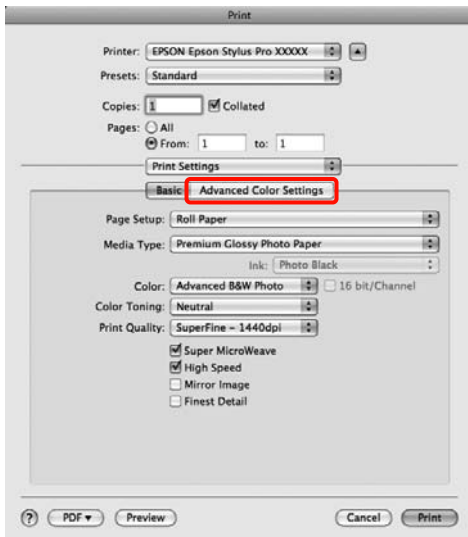 Print
Printer: EPSON Epson Stylus Pro XXXXX
Presets: Standard
Copies: 1 Collated
Pages: All
From: 1 to: 1
Print Settings
Basic Advanced Color Settings
Page Setup: Roll Paper
Media Type: Premium Glossy Photo Paper
Ink: Photo Black
Color: Advanced B&W Photo 16 bit/Channel
Color Toning: Neutral
Print Quality: SuperFine - 1440dpi
Super MicroWeave
High Speed
Mirror Image
Finest Detail
? PDF Preview Cancel Print